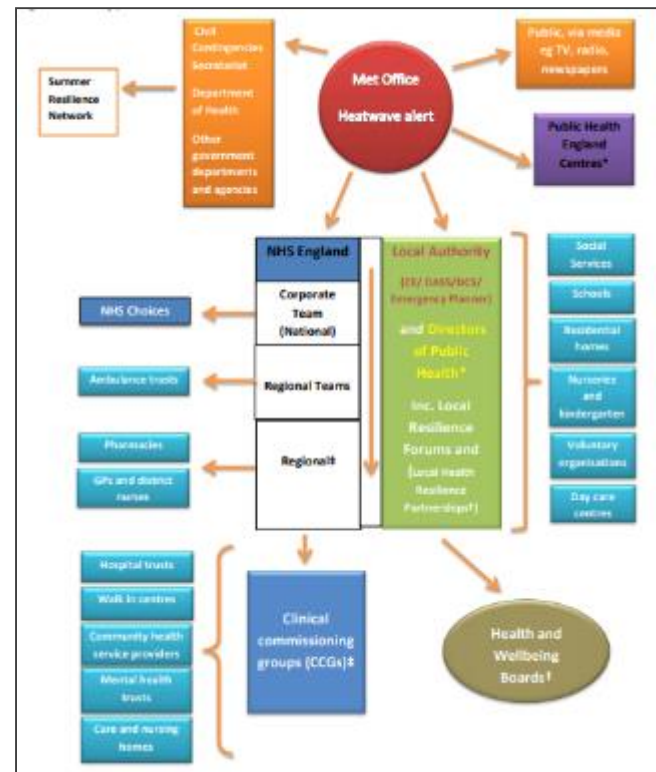 Civil
Contingencies
Secretariat
Department
of Health
Other
government
departments
and agencies
Summer
Resilience
Network
Met Office
Heatwave alert
Public, via media
eg TV, radio,
newspapers
Public Health
England
Centres*
NHS England
Corporate
Team
(National)
Regional Teams
Regional‡
NHS Choices
Ambulance trusts
Pharmacies
GPs and district
nurses
Local Authority
(CE/ DASS/DCS/
Emergency Planner)
and Directors
of Public
Health*
Inc. Local
Resilience
Forums and
(Local Health
Resilience
Partnerships†)
Social
Services
Schools
Residential
homes
Nurseries
and
kindergarten
Voluntary
organisations
Day care
centres
Hospital trusts
Walk in centres
Community health
service providers
Mental health
trusts
Care and nursing
homes
Clinical
commissioning
groups (CCGs)‡
Health and
Wellbeing
Boards†